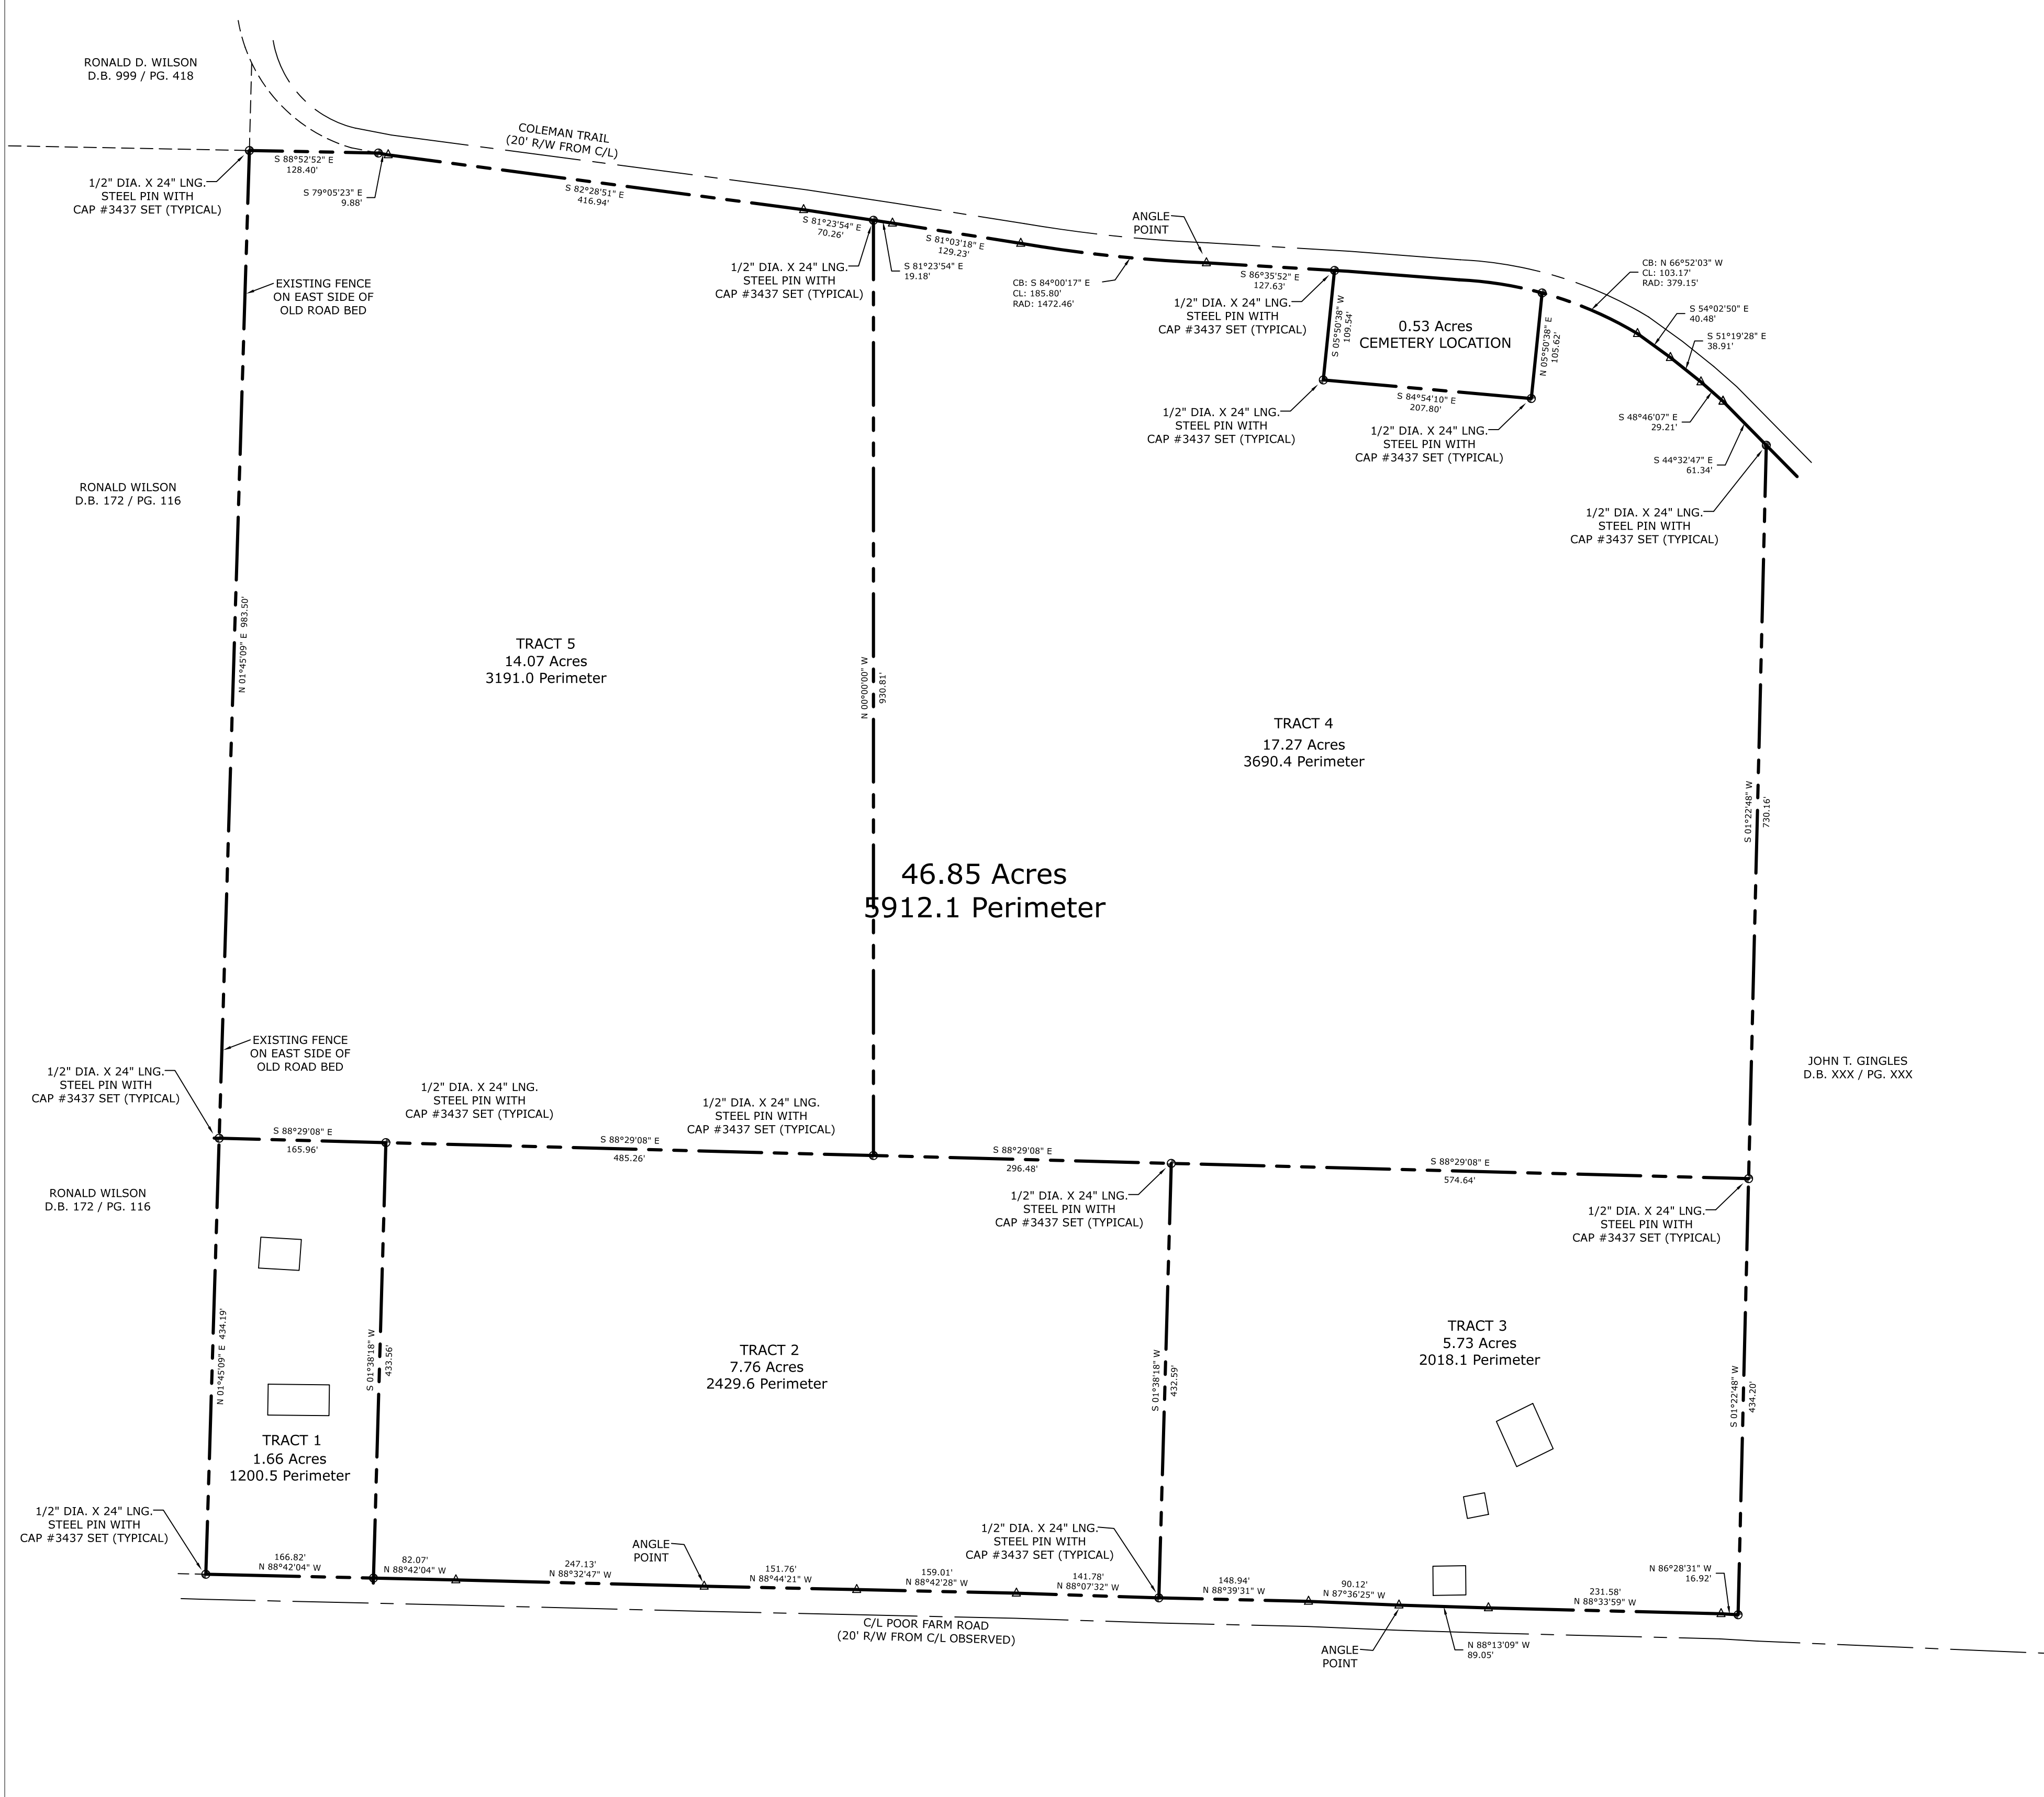 RONALD D. WILSON
D.B. 999 / PG. 418
COLEMAN TRAIL
(20' R/W FROM C/L)
S 88°52'52" E
128.40'
1/2" DIA. X 24" LNG.
STEEL PIN WITH
CAP #3437 SET (TYPICAL)
S 79°05'23" E
9.88'
S 82°28'51" E
416.94'
S 81°23'54" E
70.26'
1/2" DIA. X 24" LNG.
STEEL PIN WITH
CAP #3437 SET (TYPICAL)
S 81°23'54" E
19.18'
S 81°03'18" E
129.23'
ANGLE
POINT
CB: S 84°00'17" E
CL: 185.80'
RAD: 1472.46'
S 86°35'52" E
127.63'
1/2" DIA. X 24" LNG.
STEEL PIN WITH
CAP #3437 SET (TYPICAL)
S 05°50'38" W
109.54'
0.53 Acres
CEMETERY LOCATION
N 05°50'38" E
105.62'
S 84°54'10" E
207.80'
CB: N 66°52'03" W
CL: 103.17'
RAD: 379.15'
S 54°02'50" E
40.48'
S 51°19'28" E
38.91'
S 48°46'07" E
29.21'
S 44°32'47" E
61.34'
1/2" DIA. X 24" LNG.
STEEL PIN WITH
CAP #3437 SET (TYPICAL)
1/2" DIA. X 24" LNG.
STEEL PIN WITH
CAP #3437 SET (TYPICAL)
1/2" DIA. X 24" LNG.
STEEL PIN WITH
CAP #3437 SET (TYPICAL)
EXISTING FENCE
ON EAST SIDE OF
OLD ROAD BED
RONALD WILSON
D.B. 172 / PG. 116
N 01°45'09" E 983.50'
TRACT 5
14.07 Acres
3191.0 Perimeter
N 00°00'00" W
930.81'
TRACT 4
17.27 Acres
3690.4 Perimeter
S 01°22'48" W
730.16'
46.85 Acres
5912.1 Perimeter
EXISTING FENCE
ON EAST SIDE OF
OLD ROAD BED
1/2" DIA. X 24" LNG.
STEEL PIN WITH
CAP #3437 SET (TYPICAL)
1/2" DIA. X 24" LNG.
STEEL PIN WITH
CAP #3437 SET (TYPICAL)
1/2" DIA. X 24" LNG.
STEEL PIN WITH
CAP #3437 SET (TYPICAL)
JOHN T. GINGLES
D.B. XXX / PG. XXX
S 88°29'08" E
165.96'
S 88°29'08" E
485.26'
S 88°29'08" E
296.48'
S 88°29'08" E
574.64'
1/2" DIA. X 24" LNG.
STEEL PIN WITH
CAP #3437 SET (TYPICAL)
1/2" DIA. X 24" LNG.
STEEL PIN WITH
CAP #3437 SET (TYPICAL)
RONALD WILSON
D.B. 172 / PG. 116
N 01°45'09" E 434.19'
S 01°38'18" W
433.56'
TRACT 2
7.76 Acres
2429.6 Perimeter
S 01°38'18" W
432.59'
TRACT 3
5.73 Acres
2018.1 Perimeter
S 01°22'48" W
434.20'
TRACT 1
1.66 Acres
1200.5 Perimeter
1/2" DIA. X 24" LNG.
STEEL PIN WITH
CAP #3437 SET (TYPICAL)
166.82'
N 88°42'04" W
82.07'
N 88°42'04" W
247.13'
N 88°32'47" W
ANGLE
POINT
151.76'
N 88°44'21" W
159.01'
N 88°42'28" W
1/2" DIA. X 24" LNG.
STEEL PIN WITH
CAP #3437 SET (TYPICAL)
141.78'
N 88°07'32" W
148.94'
N 88°39'31" W
90.12'
N 87°36'25" W
231.58'
N 88°33'59" W
N 86°28'31" W
16.92'
C/L POOR FARM ROAD
(20' R/W FROM C/L OBSERVED)
ANGLE
POINT
N 88°13'09" W
89.05'